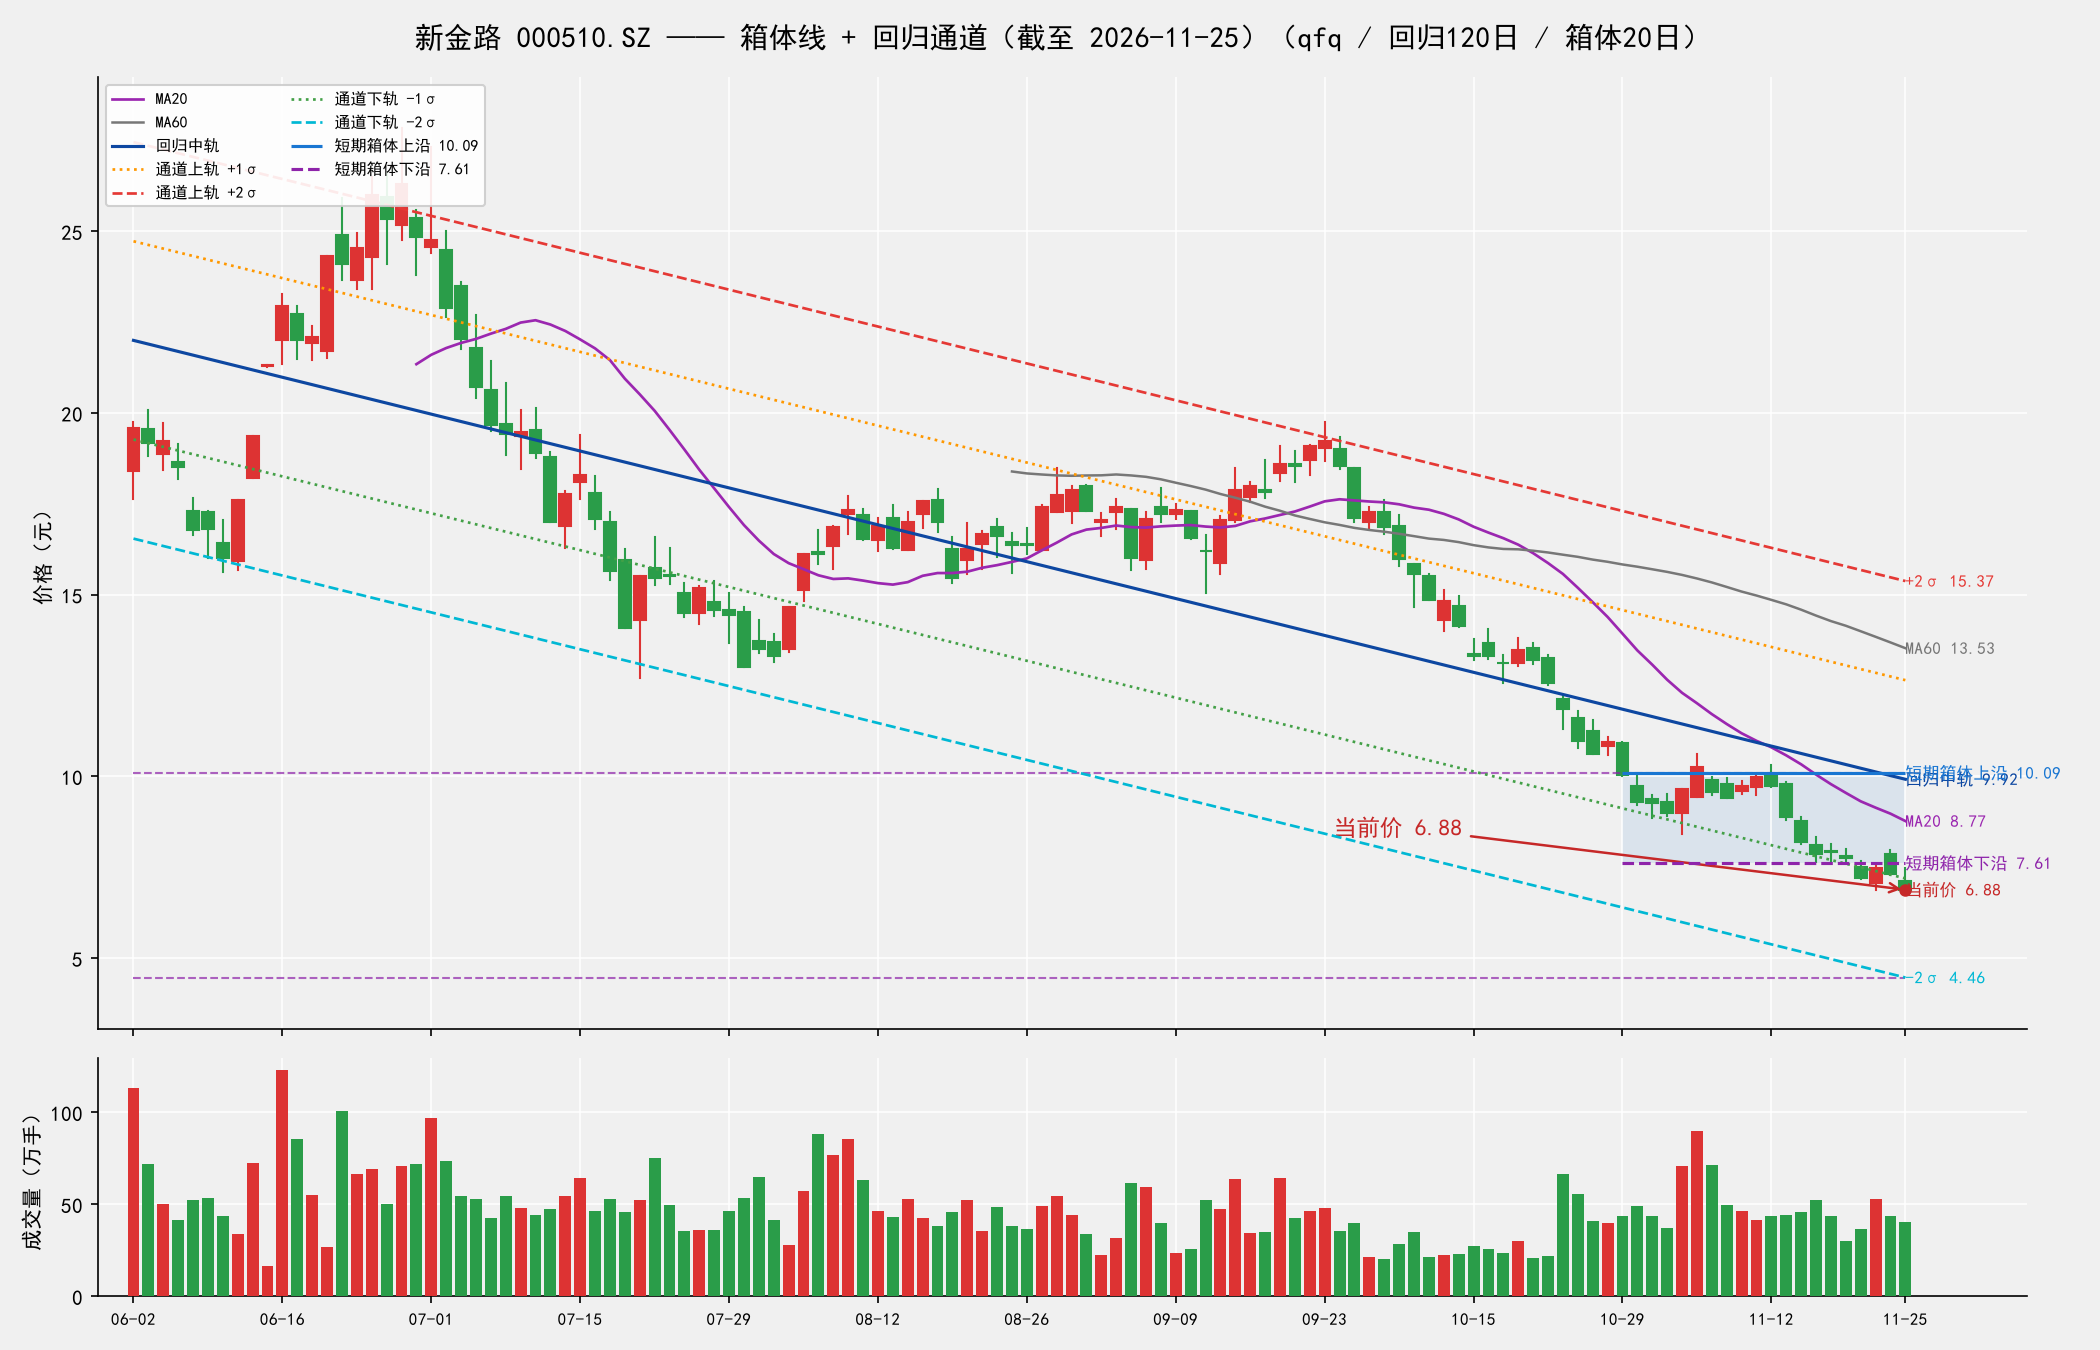 新金路 000510.SZ —— 箱体线 + 回归通道（截至 2026-11-25）（qfq / 回归120日 / 箱体20日）
MA20
MA60
回归中轨
通道上轨 +1σ
通道上轨 +2σ
通道下轨 -1σ
通道下轨 -2σ
短期箱体上沿 10.09
短期箱体下沿 7.61
价格（元）
25
20
15
10
5
+2σ 15.37
MA60 13.53
短期箱体上沿 10.09
回归中轨 9.92
MA20 8.77
当前价 6.88
短期箱体下沿 7.61
当前价 6.88
-2σ 4.46
成交量（万手）
100
50
0
06-02
06-16
07-01
07-15
07-29
08-12
08-26
09-09
09-23
10-15
10-29
11-12
11-25